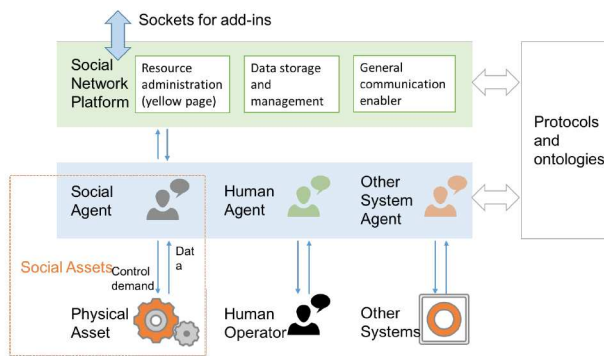 Sockets for add-ins
Social
Network
Platform
Resource
administration
(yellow page)
Data storage
and
management
General
communication
enabler
Protocols
and
ontologies
Social
Agent
Human
Agent
Other
System
Agent
Social Assets
Control
demand
Dat
a
Physical
Asset
Human
Operator
Other
Systems